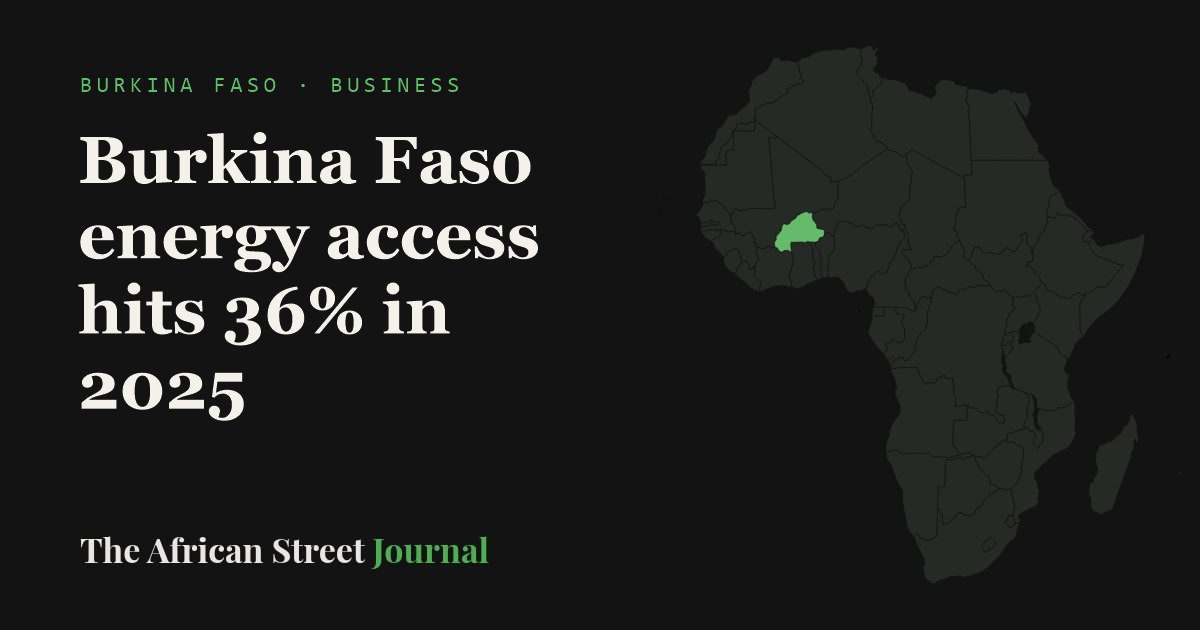 BURKINA FASO · BUSINESS
Burkina Faso
energy access
hits 36% in
2025
The African Street Journal